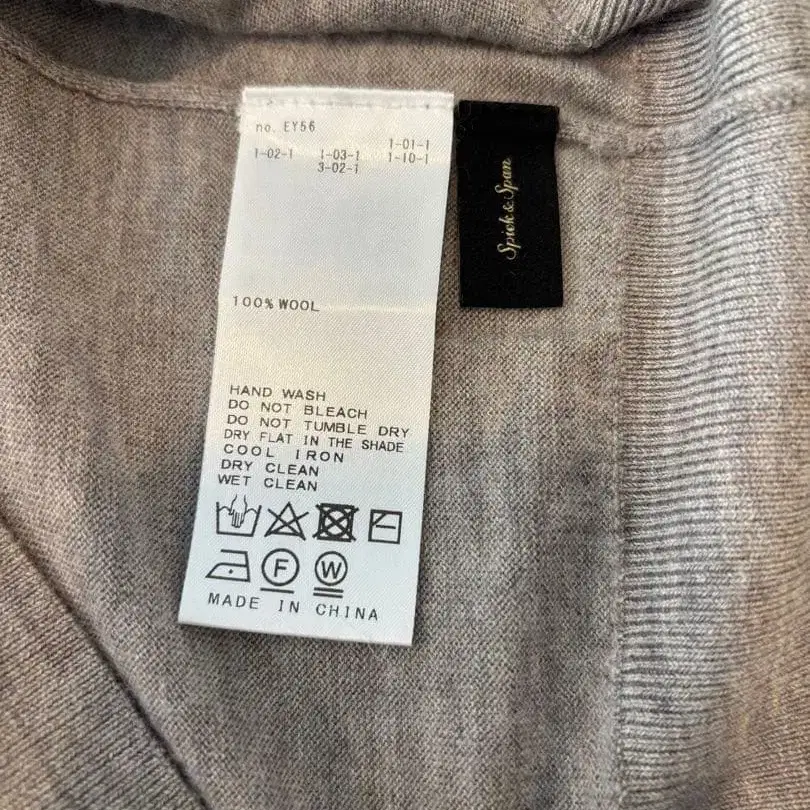 no. EY56
1-01-1
1-02-1 1-03-1 1-10-1
3-02-1
100% WOOL
HAND WASH
DO NOT BLEACH
DO NOT TUMBLE DRY
DRY FLAT IN THE SHADE
COOL IRON
DRY CLEAN
WET CLEAN
F W
MADE IN CHINA
Spick & Span